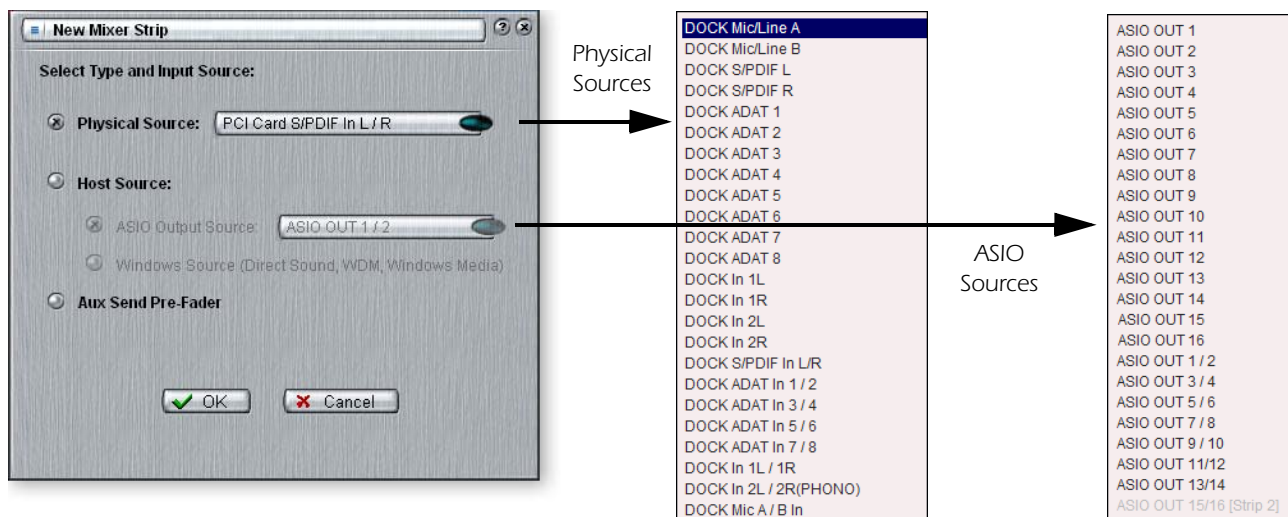 New Mixer Strip
Select Type and Input Source:
Physical Source: PCI Card S/PDIF In L / R
Host Source:
ASIO Output Source: ASIO OUT 1 / 2
Windows Source (Direct Sound, WDM, Windows Media)
Aux Send Pre-Fader
OK
Cancel
Physical
Sources
DOCK Mic/Line A
DOCK Mic/Line B
DOCK S/PDIF L
DOCK S/PDIF R
DOCK ADAT 1
DOCK ADAT 2
DOCK ADAT 3
DOCK ADAT 4
DOCK ADAT 5
DOCK ADAT 6
DOCK ADAT 7
DOCK ADAT 8
DOCK In 1L
DOCK In 1R
DOCK In 2L
DOCK In 2R
DOCK S/PDIF In L/R
DOCK ADAT In 1 / 2
DOCK ADAT In 3 / 4
DOCK ADAT In 5 / 6
DOCK ADAT In 7 / 8
DOCK In 1L / 1R
DOCK In 2L / 2R(PHONO)
DOCK Mic A / B In
ASIO
Sources
ASIO OUT 1
ASIO OUT 2
ASIO OUT 3
ASIO OUT 4
ASIO OUT 5
ASIO OUT 6
ASIO OUT 7
ASIO OUT 8
ASIO OUT 9
ASIO OUT 10
ASIO OUT 11
ASIO OUT 12
ASIO OUT 13
ASIO OUT 14
ASIO OUT 15
ASIO OUT 16
ASIO OUT 1 / 2
ASIO OUT 3 / 4
ASIO OUT 5 / 6
ASIO OUT 7 / 8
ASIO OUT 9 / 10
ASIO OUT 11/12
ASIO OUT 13/14
ASIO OUT 15/16 [Strip 2]